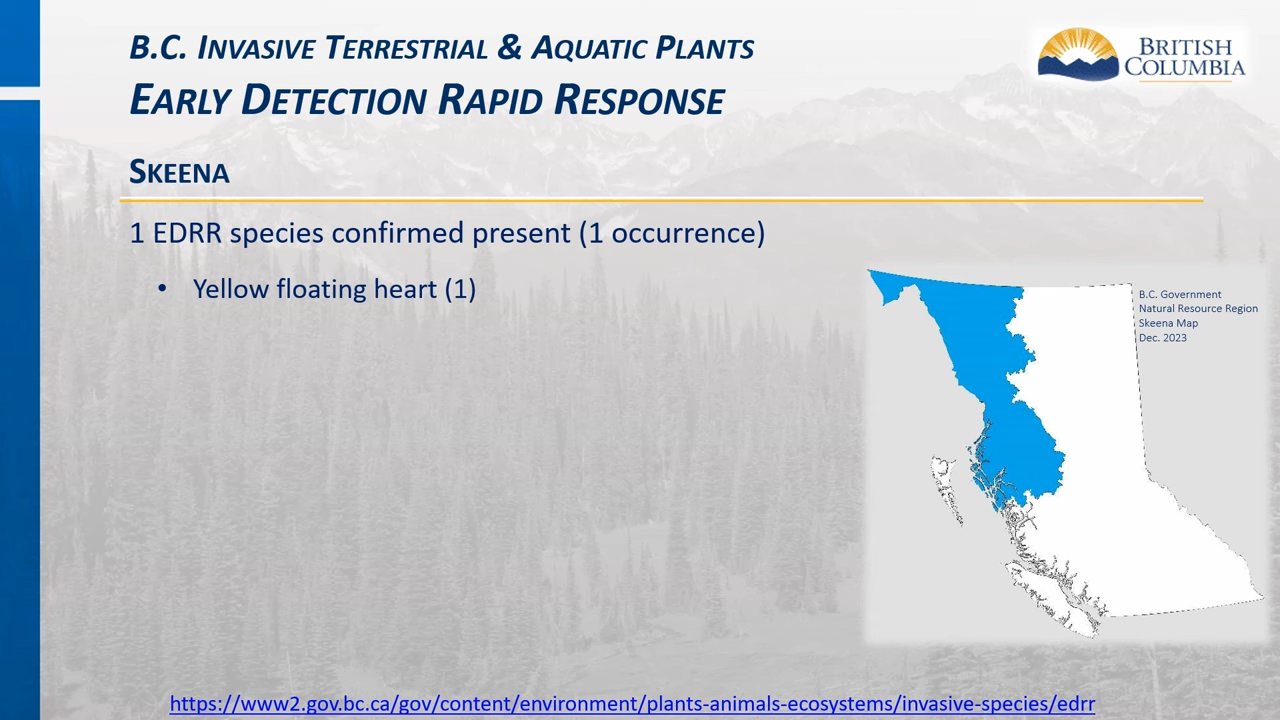 B.C. Invasive Terrestrial & Aquatic Plants
Early Detection Rapid Response
British
Columbia
Skeena
1 EDRR species confirmed present (1 occurrence)
• Yellow floating heart (1)
B.C. Government
Natural Resource Region
Skeena Map
Dec. 2023
https://www2.gov.bc.ca/gov/content/environment/plants-animals-ecosystems/invasive-species/edrr